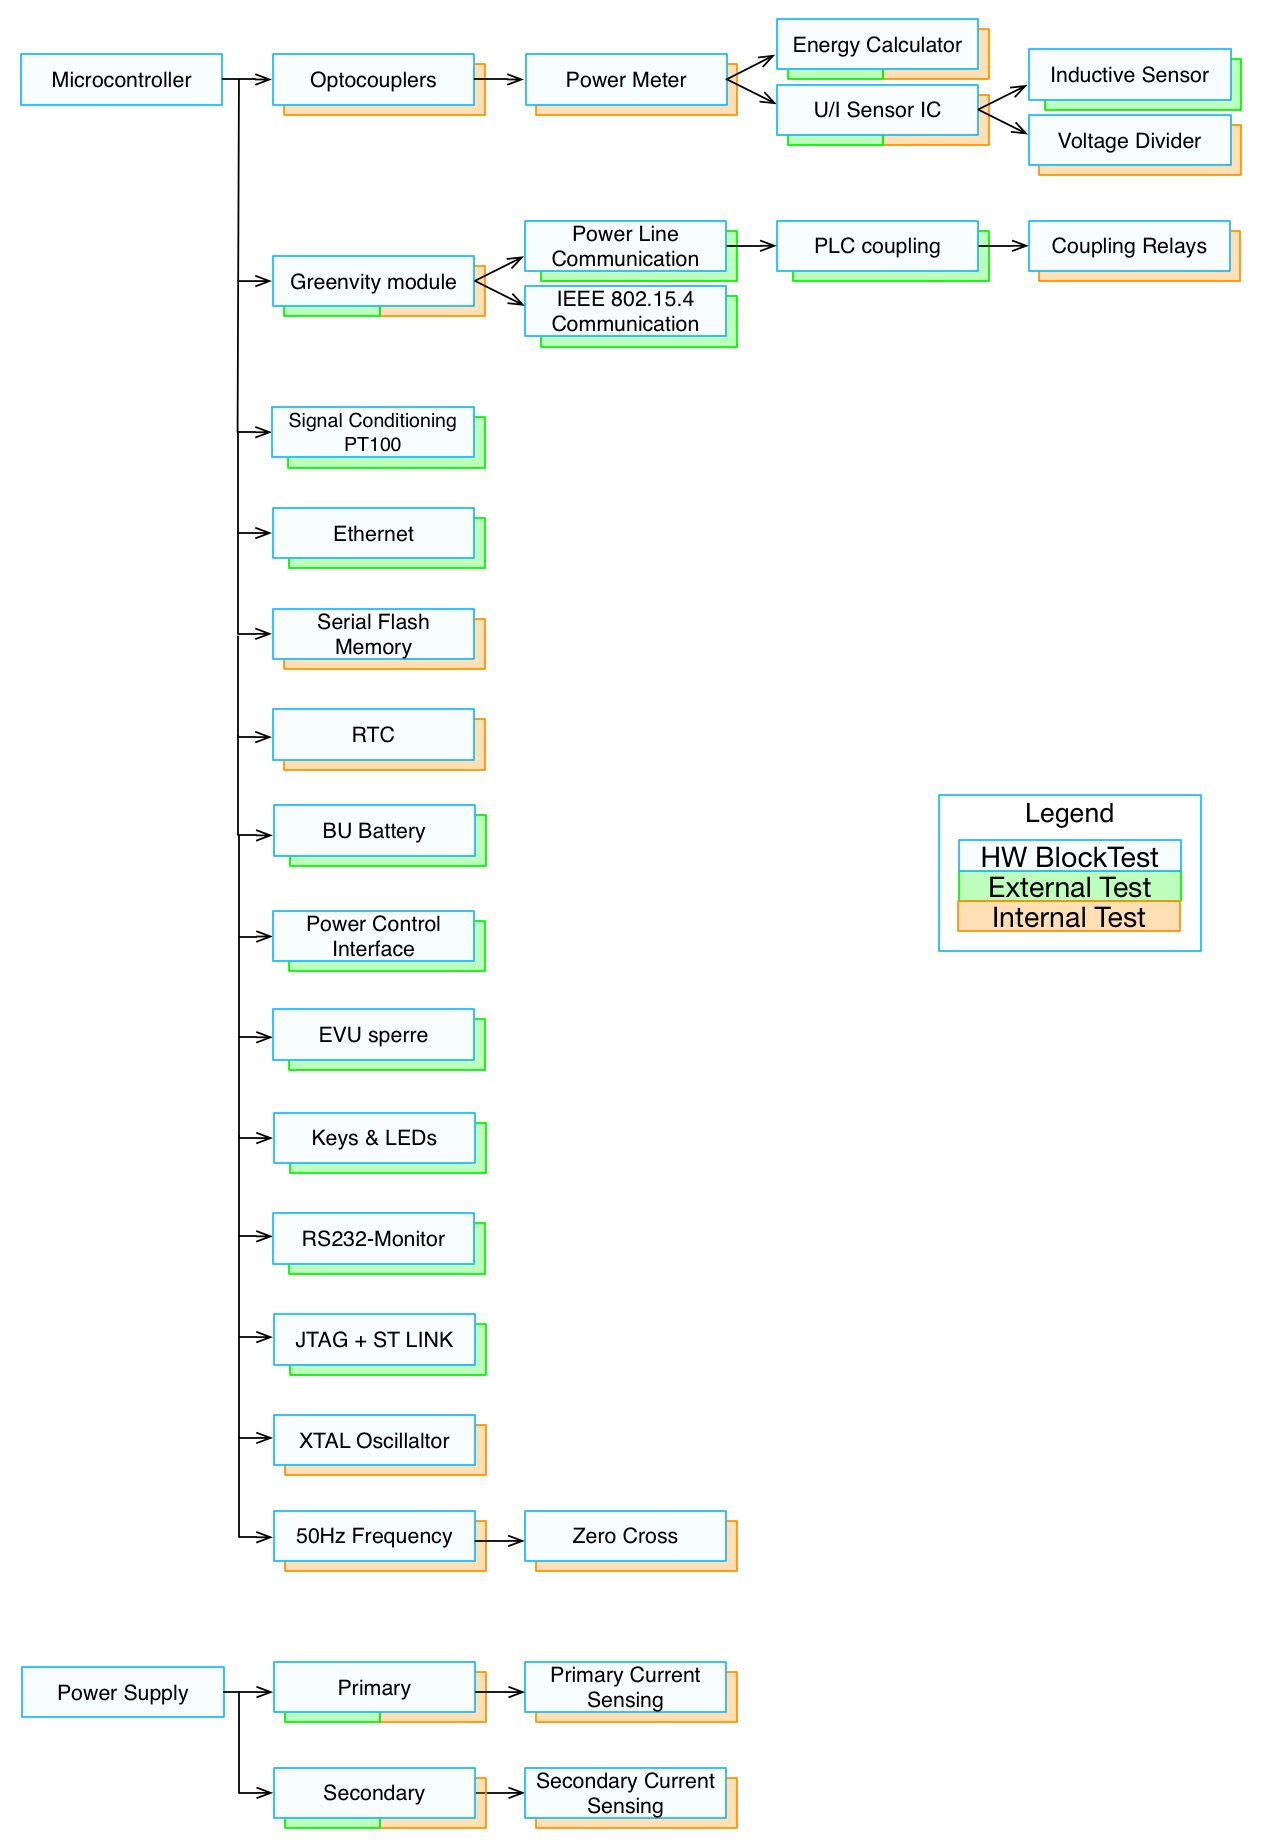 Microcontroller
Optocouplers
Power Meter
Energy Calculator
U/I Sensor IC
Inductive Sensor
Voltage Divider
Greenvity module
Power Line
Communication
IEEE 802.15.4
Communication
PLC coupling
Coupling Relays
Signal Conditioning
PT100
Ethernet
Serial Flash
Memory
RTC
BU Battery
Power Control
Interface
EVU sperre
Keys & LEDs
RS232-Monitor
JTAG + ST LINK
XTAL Oscillaltor
50Hz Frequency
Zero Cross
Legend
HW BlockTest
External Test
Internal Test
Power Supply
Primary
Primary Current
Sensing
Secondary
Secondary Current
Sensing